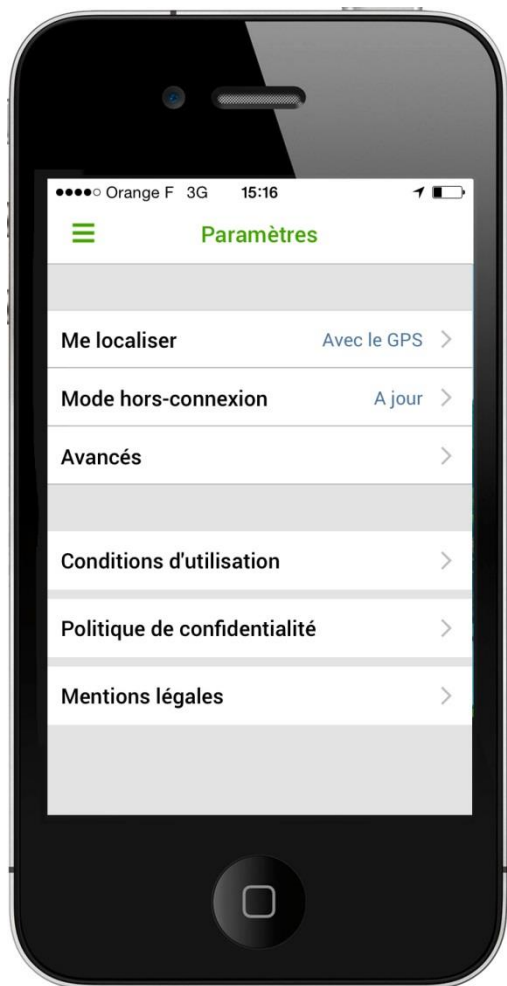 Orange F 3G 15:16
Paramètres
Me localiser Avec le GPS
Mode hors-connexion A jour
Avancés
Conditions d'utilisation
Politique de confidentialité
Mentions légales